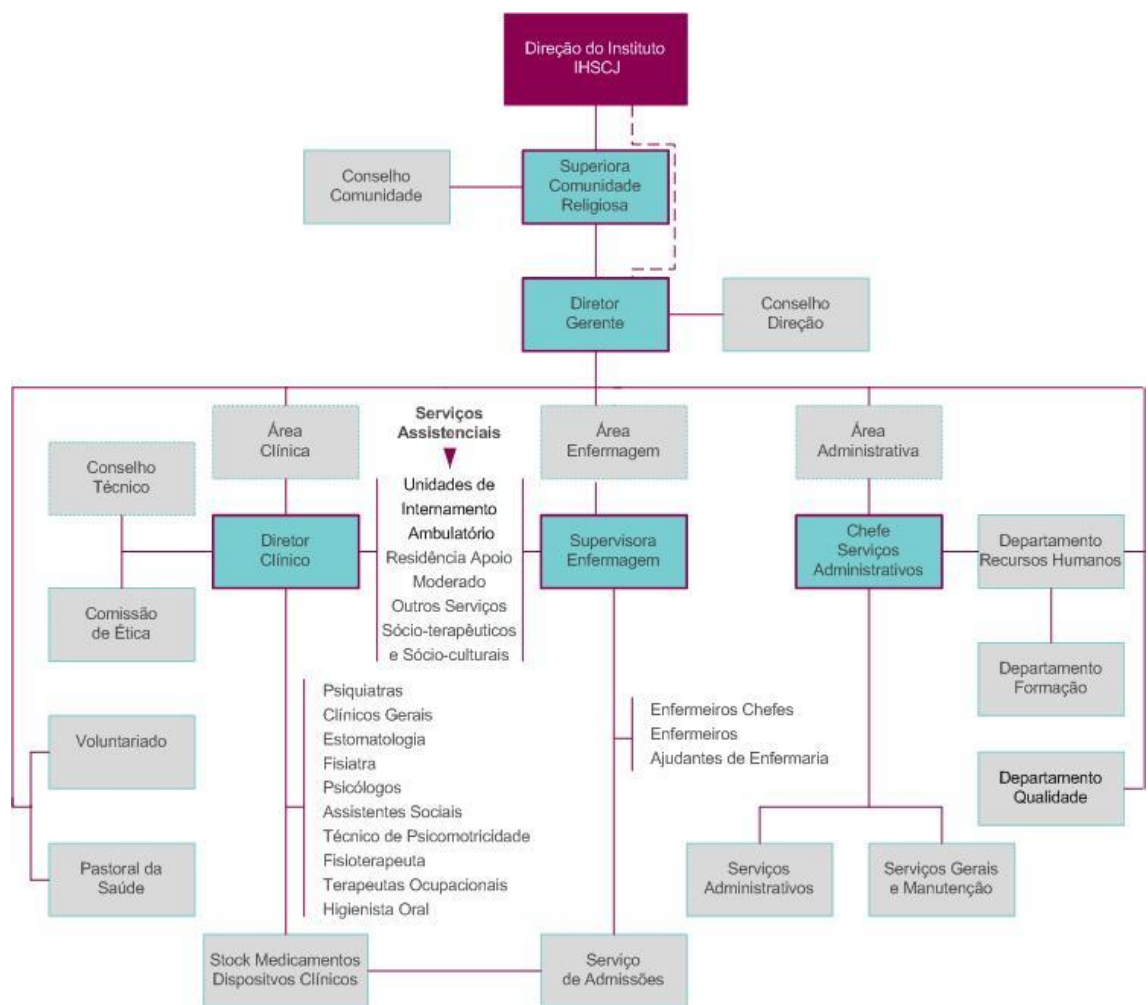 Direção do Instituto
IHSCJ
Conselho
Comunidade
Superiora
Comunidade
Religiosa
Diretor
Gerente
Conselho
Direção
Área
Clínica
Serviços
Assistenciais
Área
Enfermagem
Área
Administrativa
Conselho
Técnico
Diretor
Clínico
Unidades de
Internamento
Ambulatório
Residência Apoio
Moderado
Outros Serviços
Sócio-terapêuticos
e Sócio-culturais
Supervisora
Enfermagem
Chefe
Serviços
Administrativos
Departamento
Recursos Humanos
Comissão
de Ética
Departamento
Formação
Psiquiatras
Clínicos Gerais
Estomatologia
Fisiatra
Psicólogos
Assistentes Sociais
Técnico de Psicomotricidade
Fisioterapeuta
Terapeutas Ocupacionais
Higienista Oral
Enfermeiros Chefes
Enfermeiros
Ajudantes de Enfermaria
Voluntariado
Departamento
Qualidade
Pastoral da
Saúde
Serviços
Administrativos
Serviços Gerais
e Manutenção
Stock Medicamentos
Dispositvos Clínicos
Serviço
de Admissões